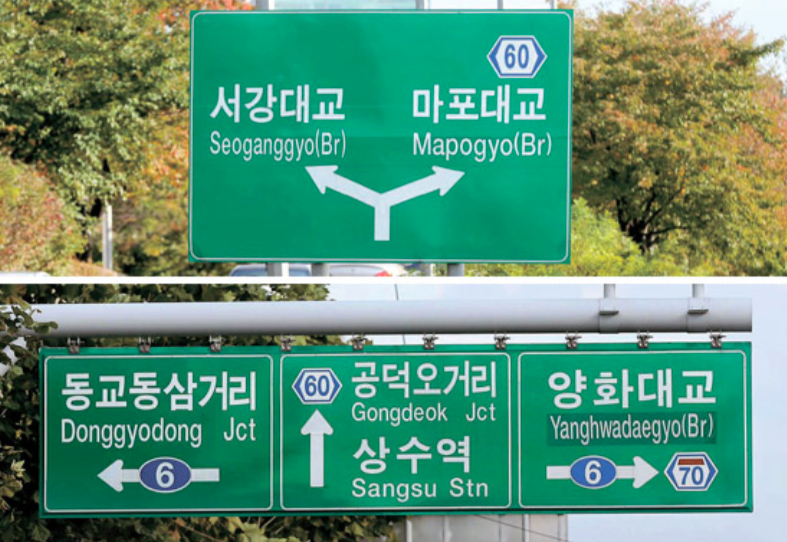 60
서강대교 마포대교
Seoganggyo(Br) Mapogyo(Br)
동교동삼거리
Donggyodong Jct
6
60
공덕오거리
Gongdeok Jct
상수역
Sangsu Stn
양화대교
Yanghwadaegyo(Br)
6 70